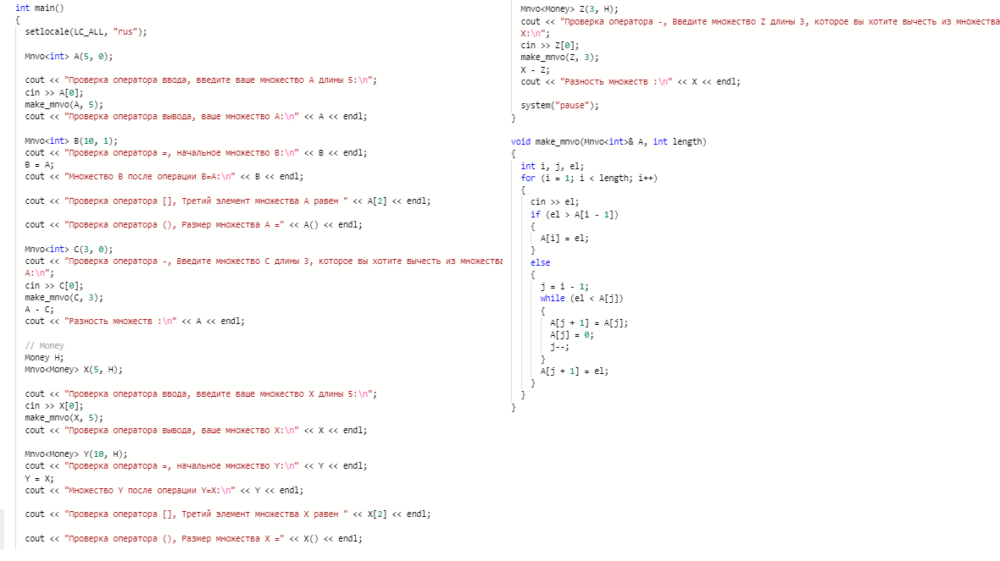 int main()
{
setlocale(LC_ALL, "rus");
Mnvo<int> A(5, 0);
cout << "Проверка оператора ввода, введите ваше множество A длины 5:\n";
cin >> A[0];
make_mnvo(A, 5);
cout << "Проверка оператора вывода, ваше множество A:\n" << A << endl;
Mnvo<int> B(10, 1);
cout << "Проверка оператора =, начальное множество B:\n" << B << endl;
B = A;
cout << "Множество B после операции B=A:\n" << B << endl;
cout << "Проверка оператора [], Третий элемент множества A равен " << A[2] << endl;
cout << "Проверка оператора (), Размер множества A =" << A() << endl;
Mnvo<int> C(3, 0);
cout << "Проверка оператора -, Введите множество C длины 3, которое вы хотите вычесть из множества
A:\n";
cin >> C[0];
make_mnvo(C, 3);
A - C;
cout << "Разность множеств :\n" << A << endl;
// Money
Money H;
Mnvo<Money> X(5, H);
cout << "Проверка оператора ввода, введите ваше множество X длины 5:\n";
cin >> X[0];
make_mnvo(X, 5);
cout << "Проверка оператора вывода, ваше множество X:\n" << X << endl;
Mnvo<Money> Y(10, H);
cout << "Проверка оператора =, начальное множество Y:\n" << Y << endl;
Y = X;
cout << "Множество Y после операции Y=X:\n" << Y << endl;
cout << "Проверка оператора [], Третий элемент множества X равен " << X[2] << endl;
cout << "Проверка оператора (), Размер множества X =" << X() << endl;
Mnvo<Money> Z(3, H);
cout << "Проверка оператора -, Введите множество Z длины 3, которое вы хотите вычесть из множества
X:\n";
cin >> Z[0];
make_mnvo(Z, 3);
X - Z;
cout << "Разность множеств :\n" << X << endl;
system("pause");
}
void make_mnvo(Mnvo<int>& A, int length)
{
int i, j, el;
for (i = 1; i < length; i++)
{
cin >> el;
if (el > A[i - 1])
{
A[i] = el;
}
else
{
j = i - 1;
while (el < A[j])
{
A[j + 1] = A[j];
A[j] = 0;
j--;
}
A[j + 1] = el;
}
}
}